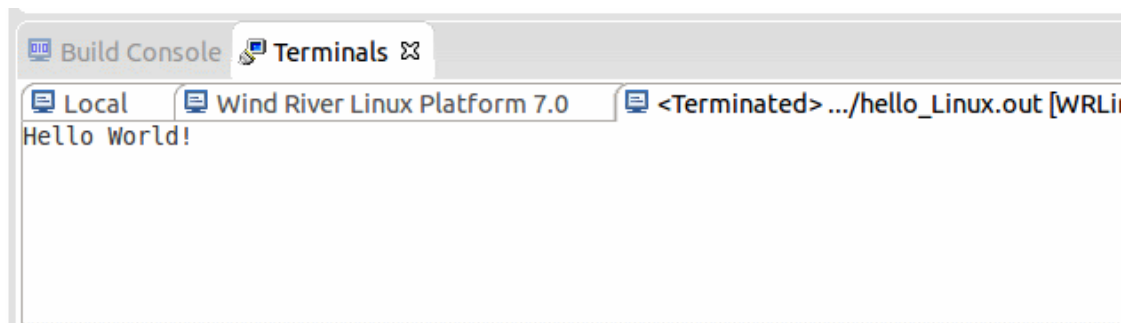 Build Console Terminals
Local Wind River Linux Platform 7.0 <Terminated> .../hello_Linux.out [WRLi
Hello World!